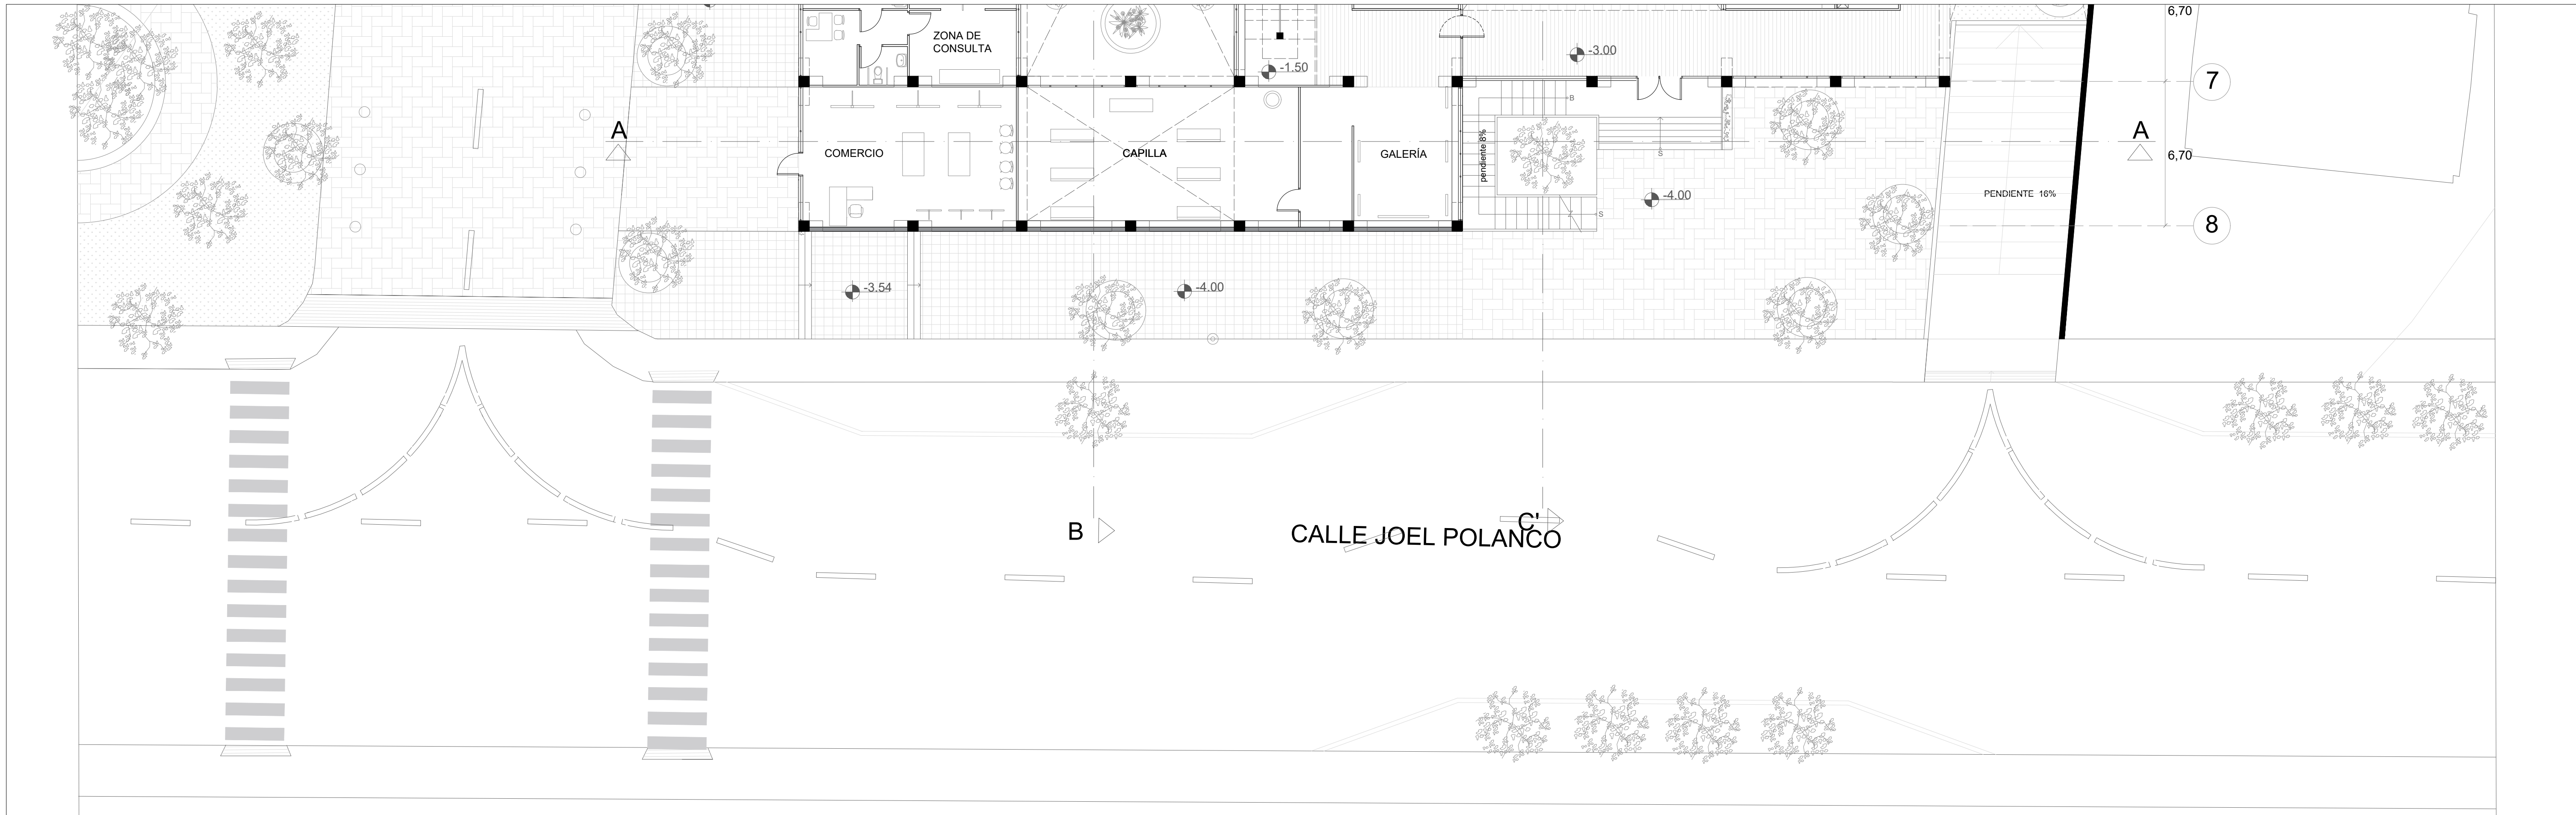 6,70
ZONA DE
CONSULTA
-3.00
-1.50
7
B
A
A
pendiente 8%
COMERCIO
CAPILLA
GALERÍA
S
6,70
-4.00
PENDIENTE 16%
S
8
-3.54
-4.00
B
C'
CALLE JOEL POLANCO